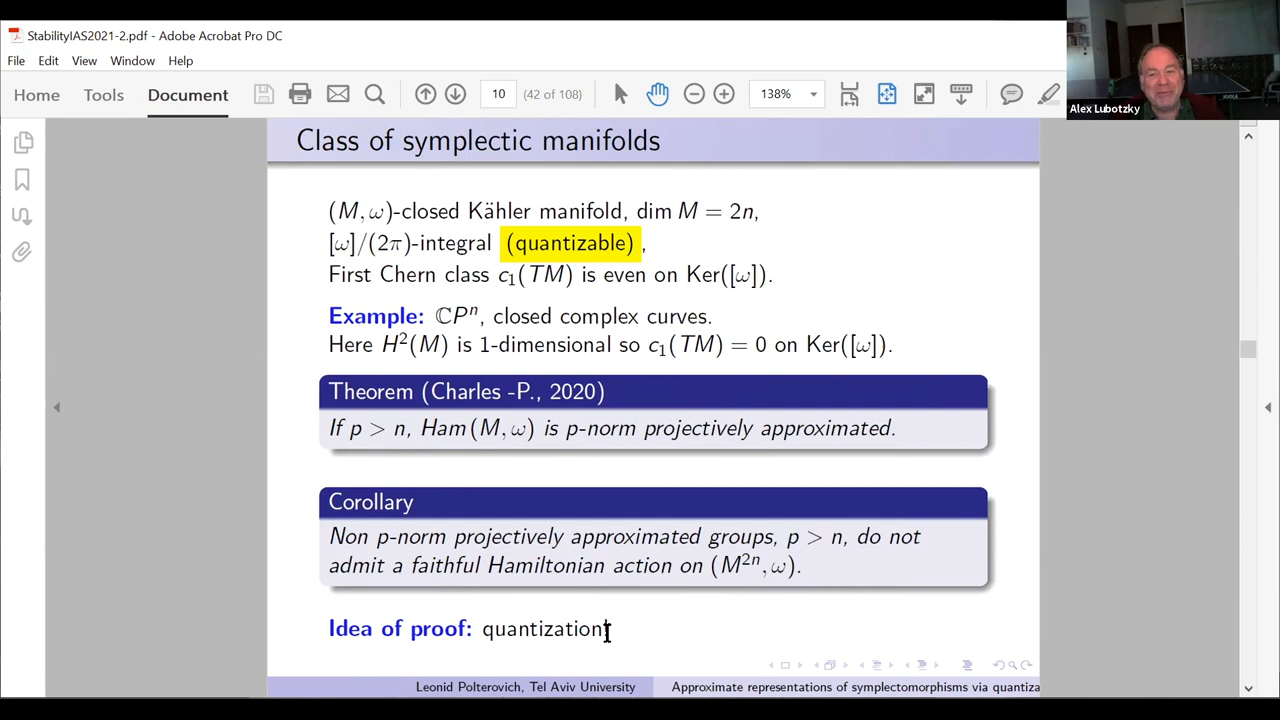 StabilityIAS2021-2.pdf - Adobe Acrobat Pro DC
File Edit View Window Help
Home Tools Document 10 (42 of 108) 138%
Alex Lubotzky
Class of symplectic manifolds
(M, ω)-closed Kähler manifold, dim M = 2n,
[ω]/(2π)-integral (quantizable) ,
First Chern class c₁(TM) is even on Ker([ω]).
Example: ℂPⁿ, closed complex curves.
Here H²(M) is 1-dimensional so c₁(TM) = 0 on Ker([ω]).
Theorem (Charles -P., 2020)
If p > n, Ham(M, ω) is p-norm projectively approximated.
Corollary
Non p-norm projectively approximated groups, p > n, do not
admit a faithful Hamiltonian action on (M²ⁿ, ω).
Idea of proof: quantization
Leonid Polterovich, Tel Aviv University Approximate representations of symplectomorphisms via quantiza